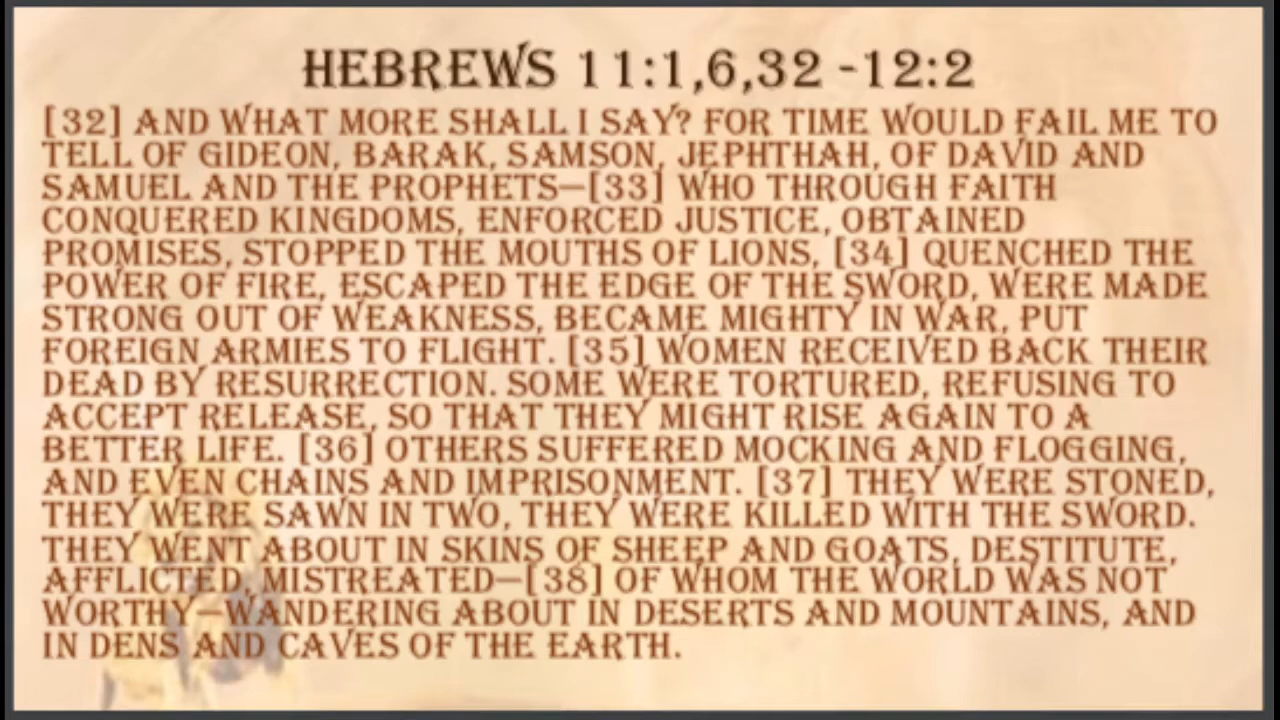 HEBREWS 11:1,6,32 -12:2
[32] AND WHAT MORE SHALL I SAY? FOR TIME WOULD FAIL ME TO
TELL OF GIDEON, BARAK, SAMSON, JEPHTHAH, OF DAVID AND
SAMUEL AND THE PROPHETS—[33] WHO THROUGH FAITH
CONQUERED KINGDOMS, ENFORCED JUSTICE, OBTAINED
PROMISES, STOPPED THE MOUTHS OF LIONS, [34] QUENCHED THE
POWER OF FIRE, ESCAPED THE EDGE OF THE SWORD, WERE MADE
STRONG OUT OF WEAKNESS, BECAME MIGHTY IN WAR, PUT
FOREIGN ARMIES TO FLIGHT. [35] WOMEN RECEIVED BACK THEIR
DEAD BY RESURRECTION. SOME WERE TORTURED, REFUSING TO
ACCEPT RELEASE, SO THAT THEY MIGHT RISE AGAIN TO A
BETTER LIFE. [36] OTHERS SUFFERED MOCKING AND FLOGGING,
AND EVEN CHAINS AND IMPRISONMENT. [37] THEY WERE STONED,
THEY WERE SAWN IN TWO, THEY WERE KILLED WITH THE SWORD.
THEY WENT ABOUT IN SKINS OF SHEEP AND GOATS, DESTITUTE,
AFFLICTED, MISTREATED—[38] OF WHOM THE WORLD WAS NOT
WORTHY—WANDERING ABOUT IN DESERTS AND MOUNTAINS, AND
IN DENS AND CAVES OF THE EARTH.